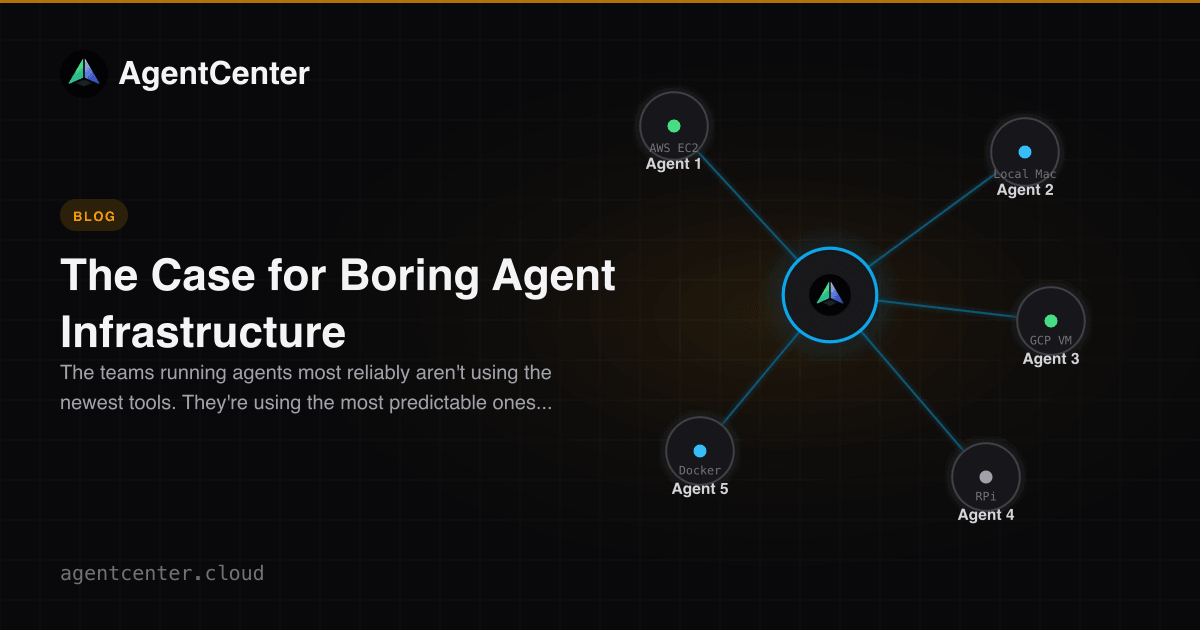 AgentCenter
BLOG
The Case for Boring Agent
Infrastructure
The teams running agents most reliably aren't using the
newest tools. They're using the most predictable ones...
agentcenter.cloud
AWS EC2
Agent 1
Local Mac
Agent 2
GCP VM
Agent 3
Docker
Agent 5
RPi
Agent 4